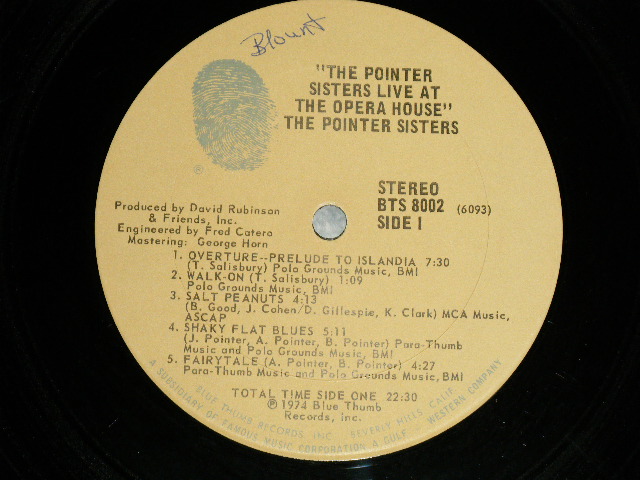 Blount
"THE POINTER
SISTERS LIVE AT
THE OPERA HOUSE"
THE POINTER SISTERS
®
STEREO
BTS 8002 (6093)
SIDE 1
Produced by David Rubinson
& Friends, Inc.
Engineered by Fred Catero
Mastering: George Horn
1. OVERTURE--PRELUDE TO ISLANDIA 7:30
(T. Salisbury) Polo Grounds Music, BMI
2. WALK-ON (T. Salisbury) 1:09
Polo Grounds Music, BMI
3. SALT PEANUTS 4:13
(B. Good, J. Cohen/D. Gillespie, K. Clark) MCA Music,
ASCAP
4. SHAKY FLAT BLUES 5:11
(J. Pointer, A. Pointer, B. Pointer) Para-Thumb
Music and Polo Grounds Music, BMI
5. FAIRYTALE (A. Pointer, B. Pointer) 4:27
Para-Thumb Music and Polo Grounds Music, BMI
TOTAL TIME SIDE ONE 22:30
℗ 1974 Blue Thumb
Records, inc.
BLUE THUMB RECORDS, INC. BEVERLY HILLS CALIF.
A SUBSIDIARY OF FAMOUS MUSIC CORPORATION A GULF + WESTERN COMPANY